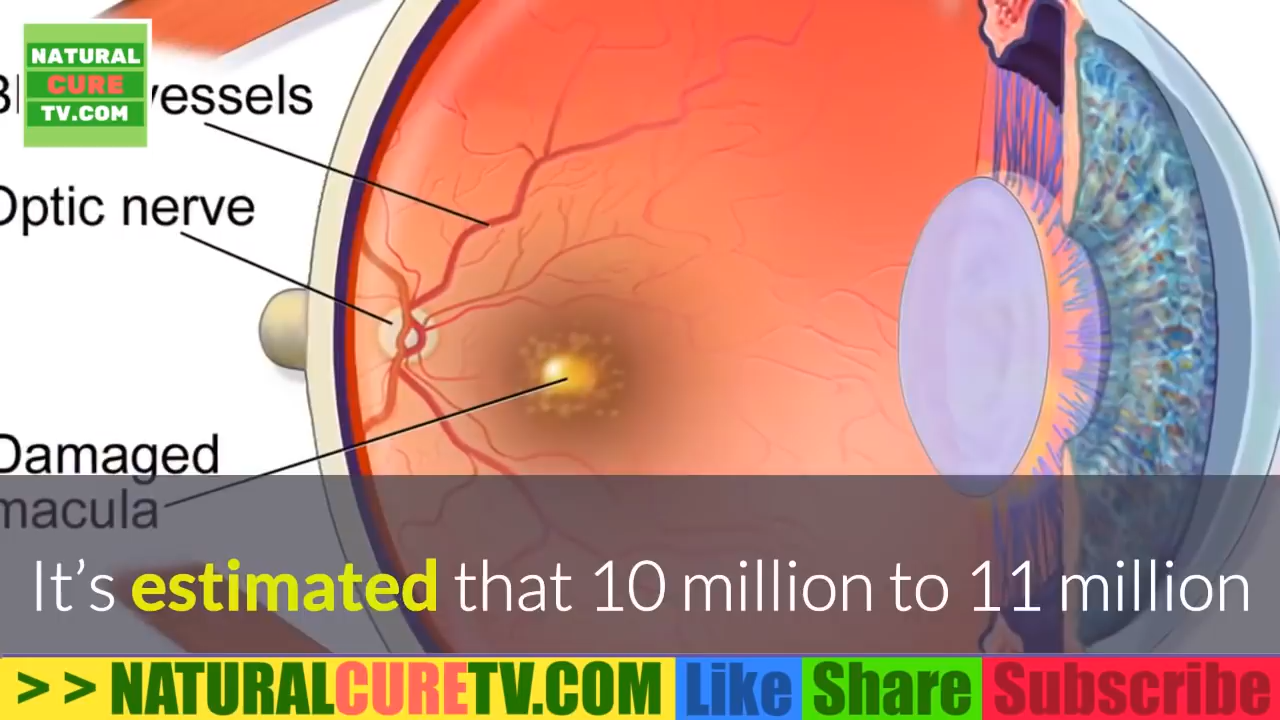 NATURAL
CURE
TV.COM
vessels
Optic nerve
Damaged
macula
It's estimated that 10 million to 11 million
> > NATURALCURETV.COM Like Share Subscribe